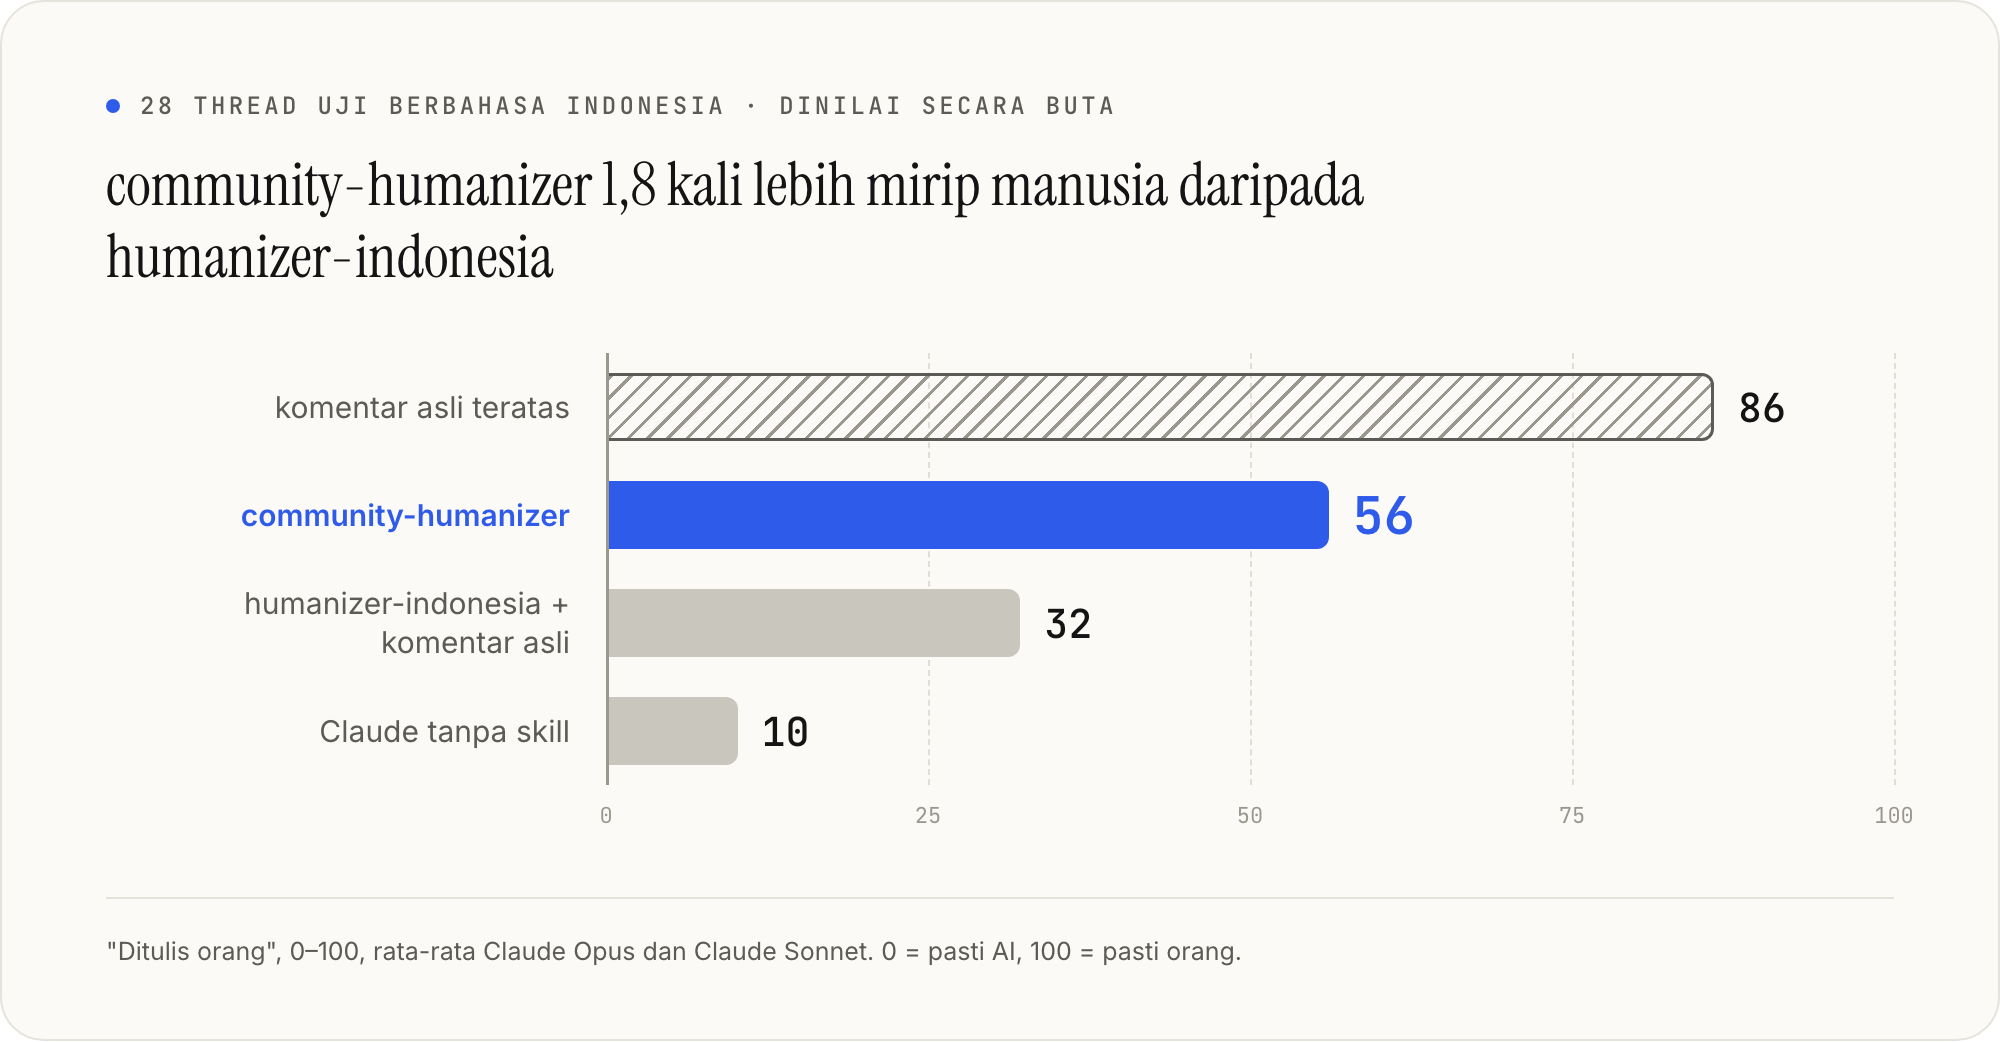 28 THREAD UJI BERBAHASA INDONESIA · DINILAI SECARA BUTA
community-humanizer 1,8 kali lebih mirip manusia daripada
humanizer-indonesia
komentar asli teratas
86
community-humanizer
56
humanizer-indonesia +
komentar asli
32
Claude tanpa skill
10
0 25 50 75 100
"Ditulis orang", 0–100, rata-rata Claude Opus dan Claude Sonnet. 0 = pasti AI, 100 = pasti orang.